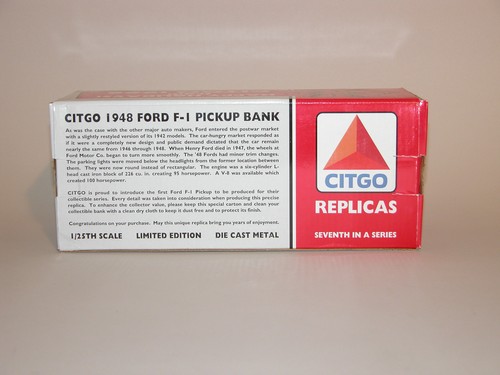 CITGO 1948 FORD F-1 PICKUP BANK
As was the case with the other major auto makers, Ford entered the postwar market
with a slightly restyled version of its 1942 models. The car-hungry market responded as
if it were a completely new design and public demand dictated that the car remain
nearly the same from 1946 through 1948. When Henry Ford died in 1947, the wheels at
Ford Motor Co. began to turn more smoothly. The '48 Fords had minor trim changes.
The parking lights were moved below the headlights from the former location between
them. They were now round instead of rectangular. The engine was a six-cylinder L-
head cast iron block of 226 cu. in. creating 95 horsepower. A V-8 was available which
created 100 horsepower.
CITGO is proud to introduce the first Ford F-1 Pickup to be produced for their
collectible series. Every detail was taken into consideration when producing this precise
replica. To enhance the collector value, please keep this special carton and clean your
collectible bank with a clean dry cloth to keep it dust free and to protect its finish.
Congratulations on your purchase. May this unique replica bring you years of enjoyment.
1/25TH SCALE LIMITED EDITION DIE CAST METAL
CITGO
REPLICAS
SEVENTH IN A SERIES